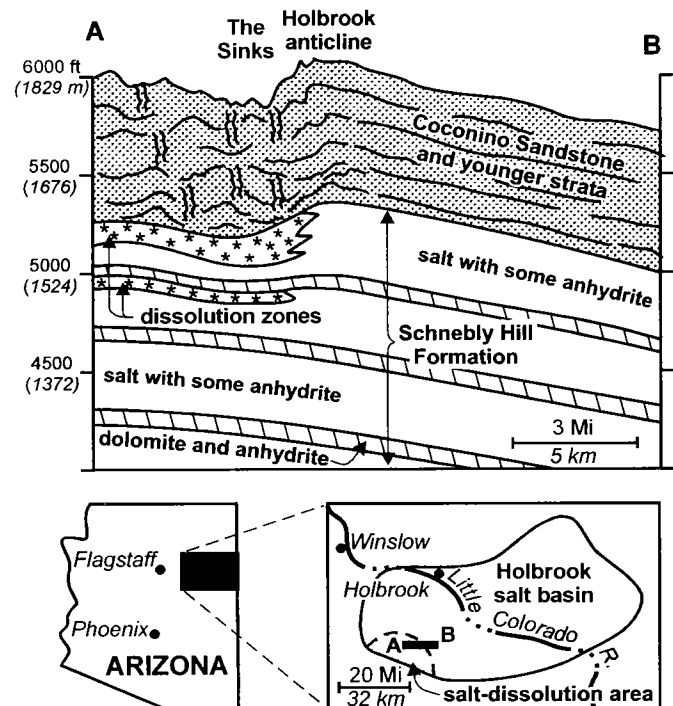 A
The Sinks
Holbrook anticline
B
6000 ft
(1829 m)
5500
(1676)
5000
(1524)
4500
(1372)
Coconino Sandstone
and younger strata
salt with some anhydrite
dissolution zones
Schnebly Hill
Formation
salt with some anhydrite
dolomite and anhydrite
3 Mi
5 km
Flagstaff
Phoenix
ARIZONA
Winslow
Holbrook
Little
Colorado
R.
Holbrook
salt basin
A
B
20 Mi
32 km
salt-dissolution area